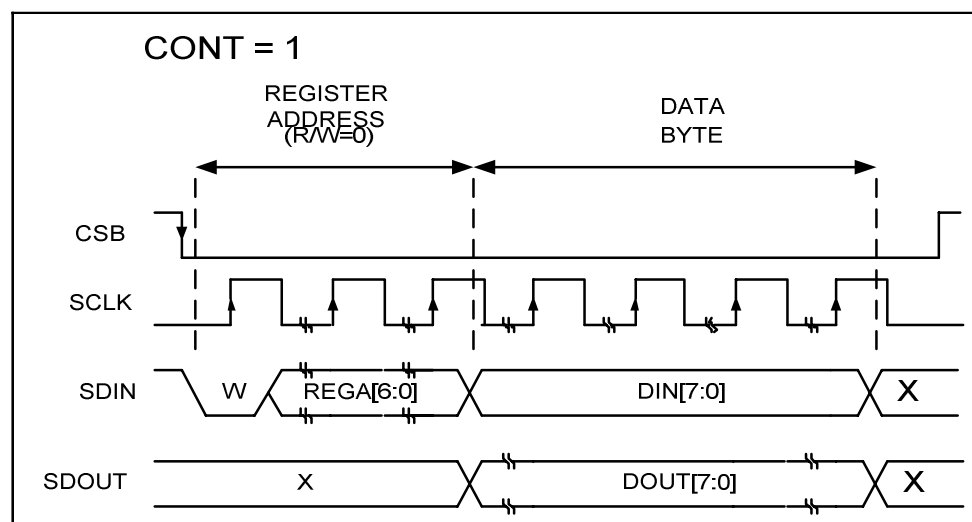 CONT = 1
REGISTER
ADDRESS
(R/W=0)
DATA
BYTE
CSB
SCLK
SDIN
W
REGA[6:0]
DIN[7:0]
X
SDOUT
X
DOUT[7:0]
X